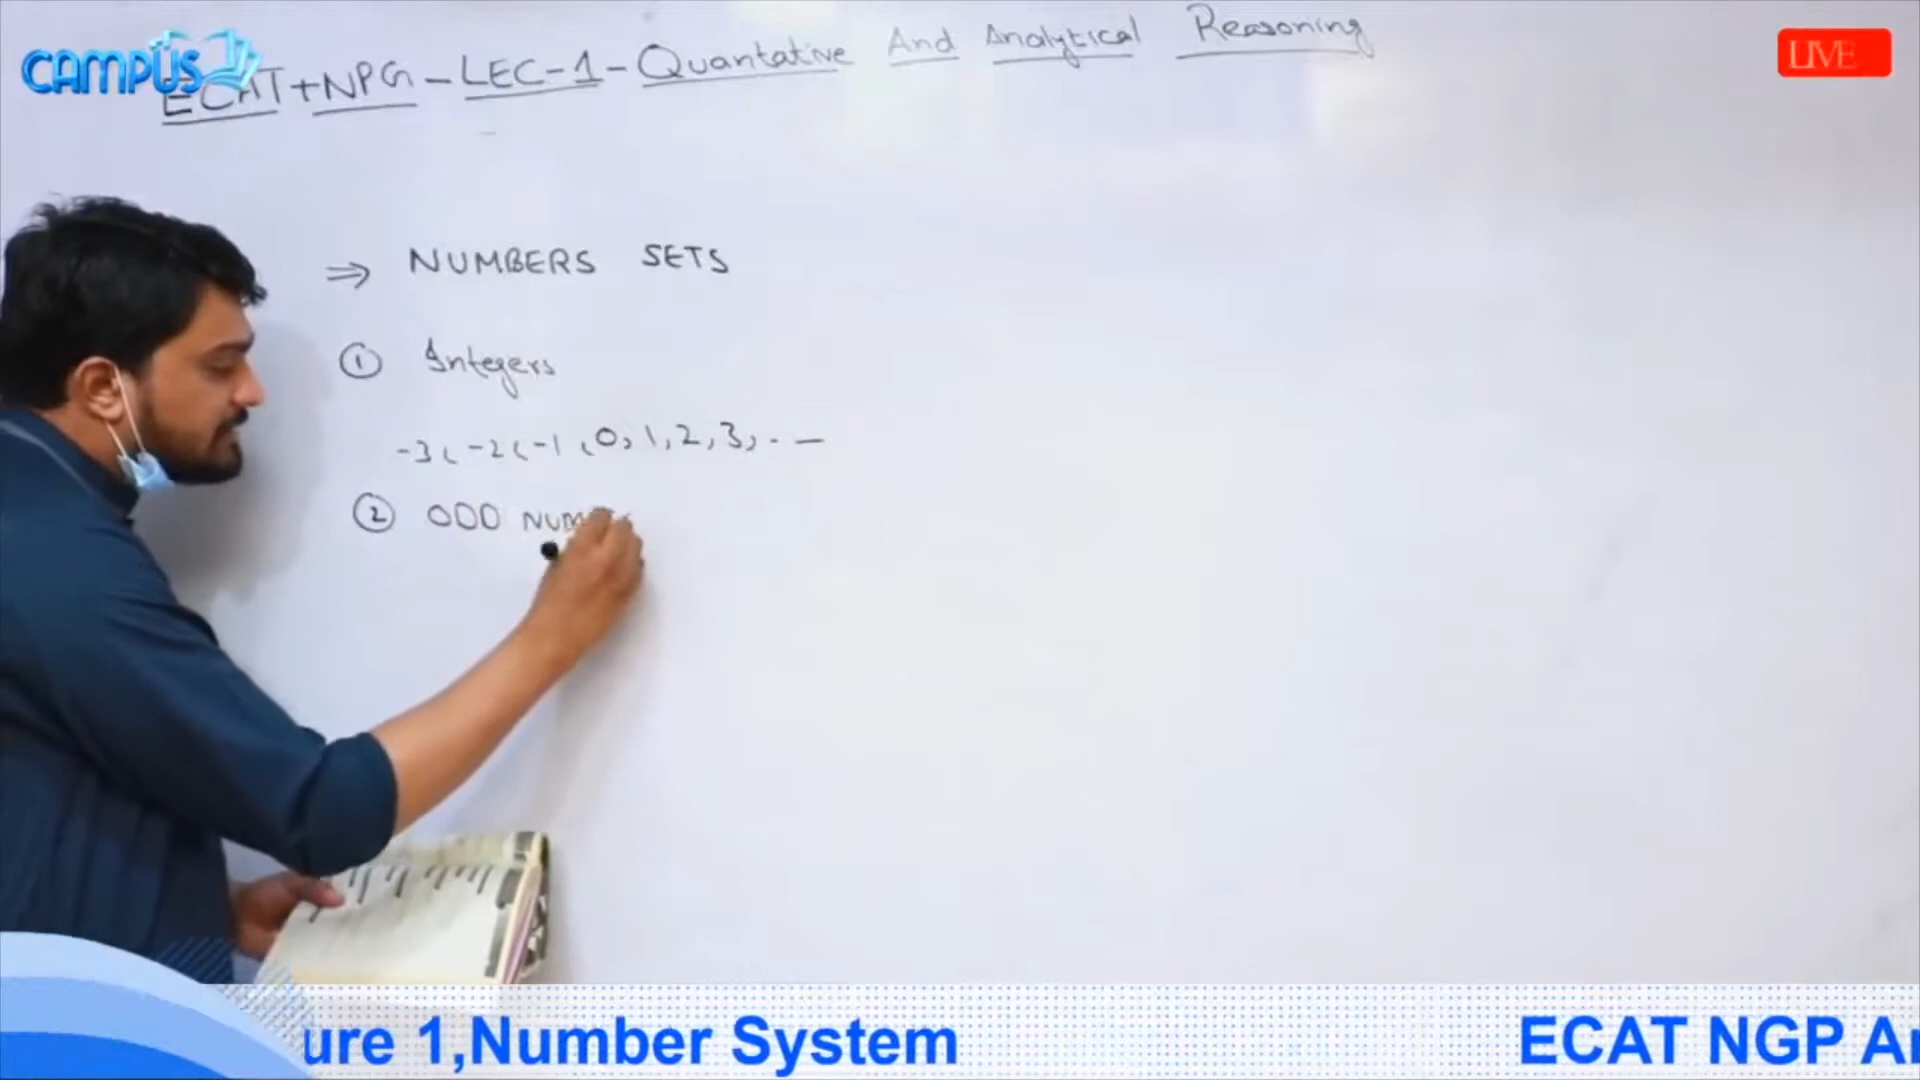 CAMPUS
LIVE
ECAT+NPG-LEC-1-Quantative And Analytical Reasoning
⇒ NUMBERS SETS
① Integers
-3, -2, -1, 0, 1, 2, 3, . —
② ODD NUM
ure 1,Number System
ECAT NGP